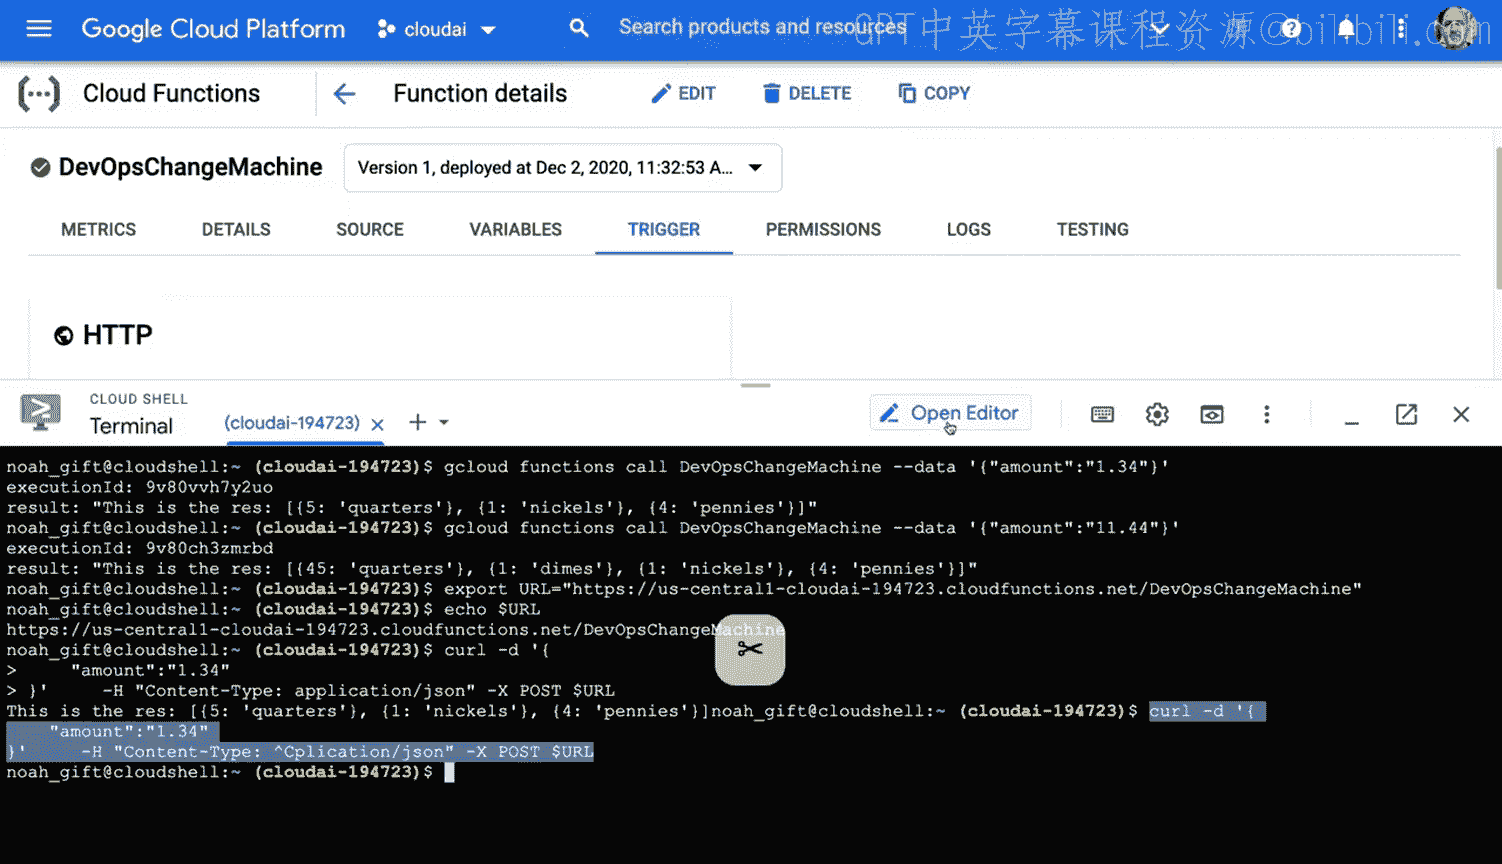 Google Cloud Platform cloudai Search products and resources
GPT中英字幕课程资源@bilibili.com
Cloud Functions Function details EDIT DELETE COPY
DevOpsChangeMachine Version 1, deployed at Dec 2, 2020, 11:32:53 A...
METRICS DETAILS SOURCE VARIABLES TRIGGER PERMISSIONS LOGS TESTING
HTTP
CLOUD SHELL
Terminal (cloudai-194723) Open Editor
noah_gift@cloudshell:~ (cloudai-194723)$ gcloud functions call DevOpsChangeMachine --data '{"amount":"1.34"}'
executionId: 9v80vvh7y2uo
result: "This is the res: [{5: 'quarters'}, {1: 'nickels'}, {4: 'pennies'}]"
noah_gift@cloudshell:~ (cloudai-194723)$ gcloud functions call DevOpsChangeMachine --data '{"amount":"11.44"}'
executionId: 9v80ch3zmrbd
result: "This is the res: [{45: 'quarters'}, {1: 'dimes'}, {1: 'nickels'}, {4: 'pennies'}]"
noah_gift@cloudshell:~ (cloudai-194723)$ export URL="https://us-central1-cloudai-194723.cloudfunctions.net/DevOpsChangeMachine"
noah_gift@cloudshell:~ (cloudai-194723)$ echo $URL
https://us-central1-cloudai-194723.cloudfunctions.net/DevOpsChangeMachine
noah_gift@cloudshell:~ (cloudai-194723)$ curl -d '{
> "amount":"1.34"
> }' -H "Content-Type: application/json" -X POST $URL
This is the res: [{5: 'quarters'}, {1: 'nickels'}, {4: 'pennies'}]noah_gift@cloudshell:~ (cloudai-194723)$ curl -d '{
"amount":"1.34"
}' -H "Content-Type: ^Cplication/json" -X POST $URL
noah_gift@cloudshell:~ (cloudai-194723)$